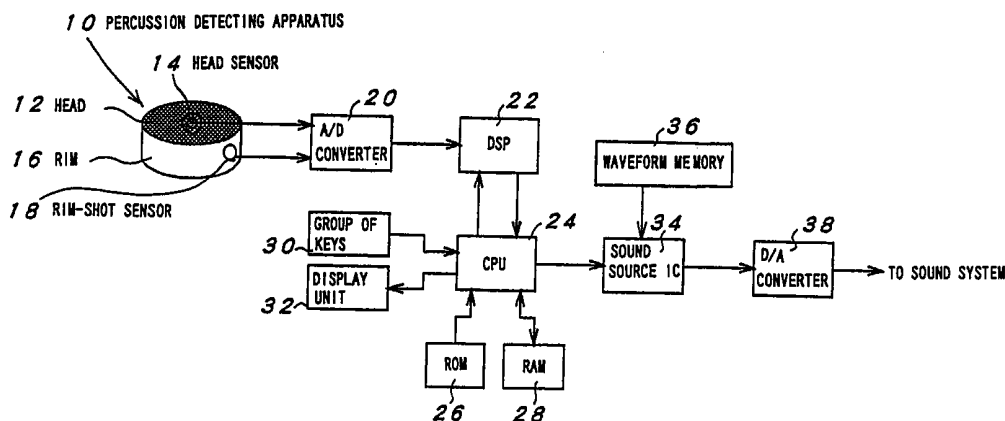 10 PERCUSSION DETECTING APPARATUS
14 HEAD SENSOR
12 HEAD
16 RIM
18 RIM-SHOT SENSOR
20
A/D
CONVERTER
22
DSP
36
WAVEFORM MEMORY
GROUP OF
KEYS
30
DISPLAY
UNIT
32
24
CPU
34
SOUND
SOURCE IC
38
D/A
CONVERTER
TO SOUND SYSTEM
ROM
26
RAM
28